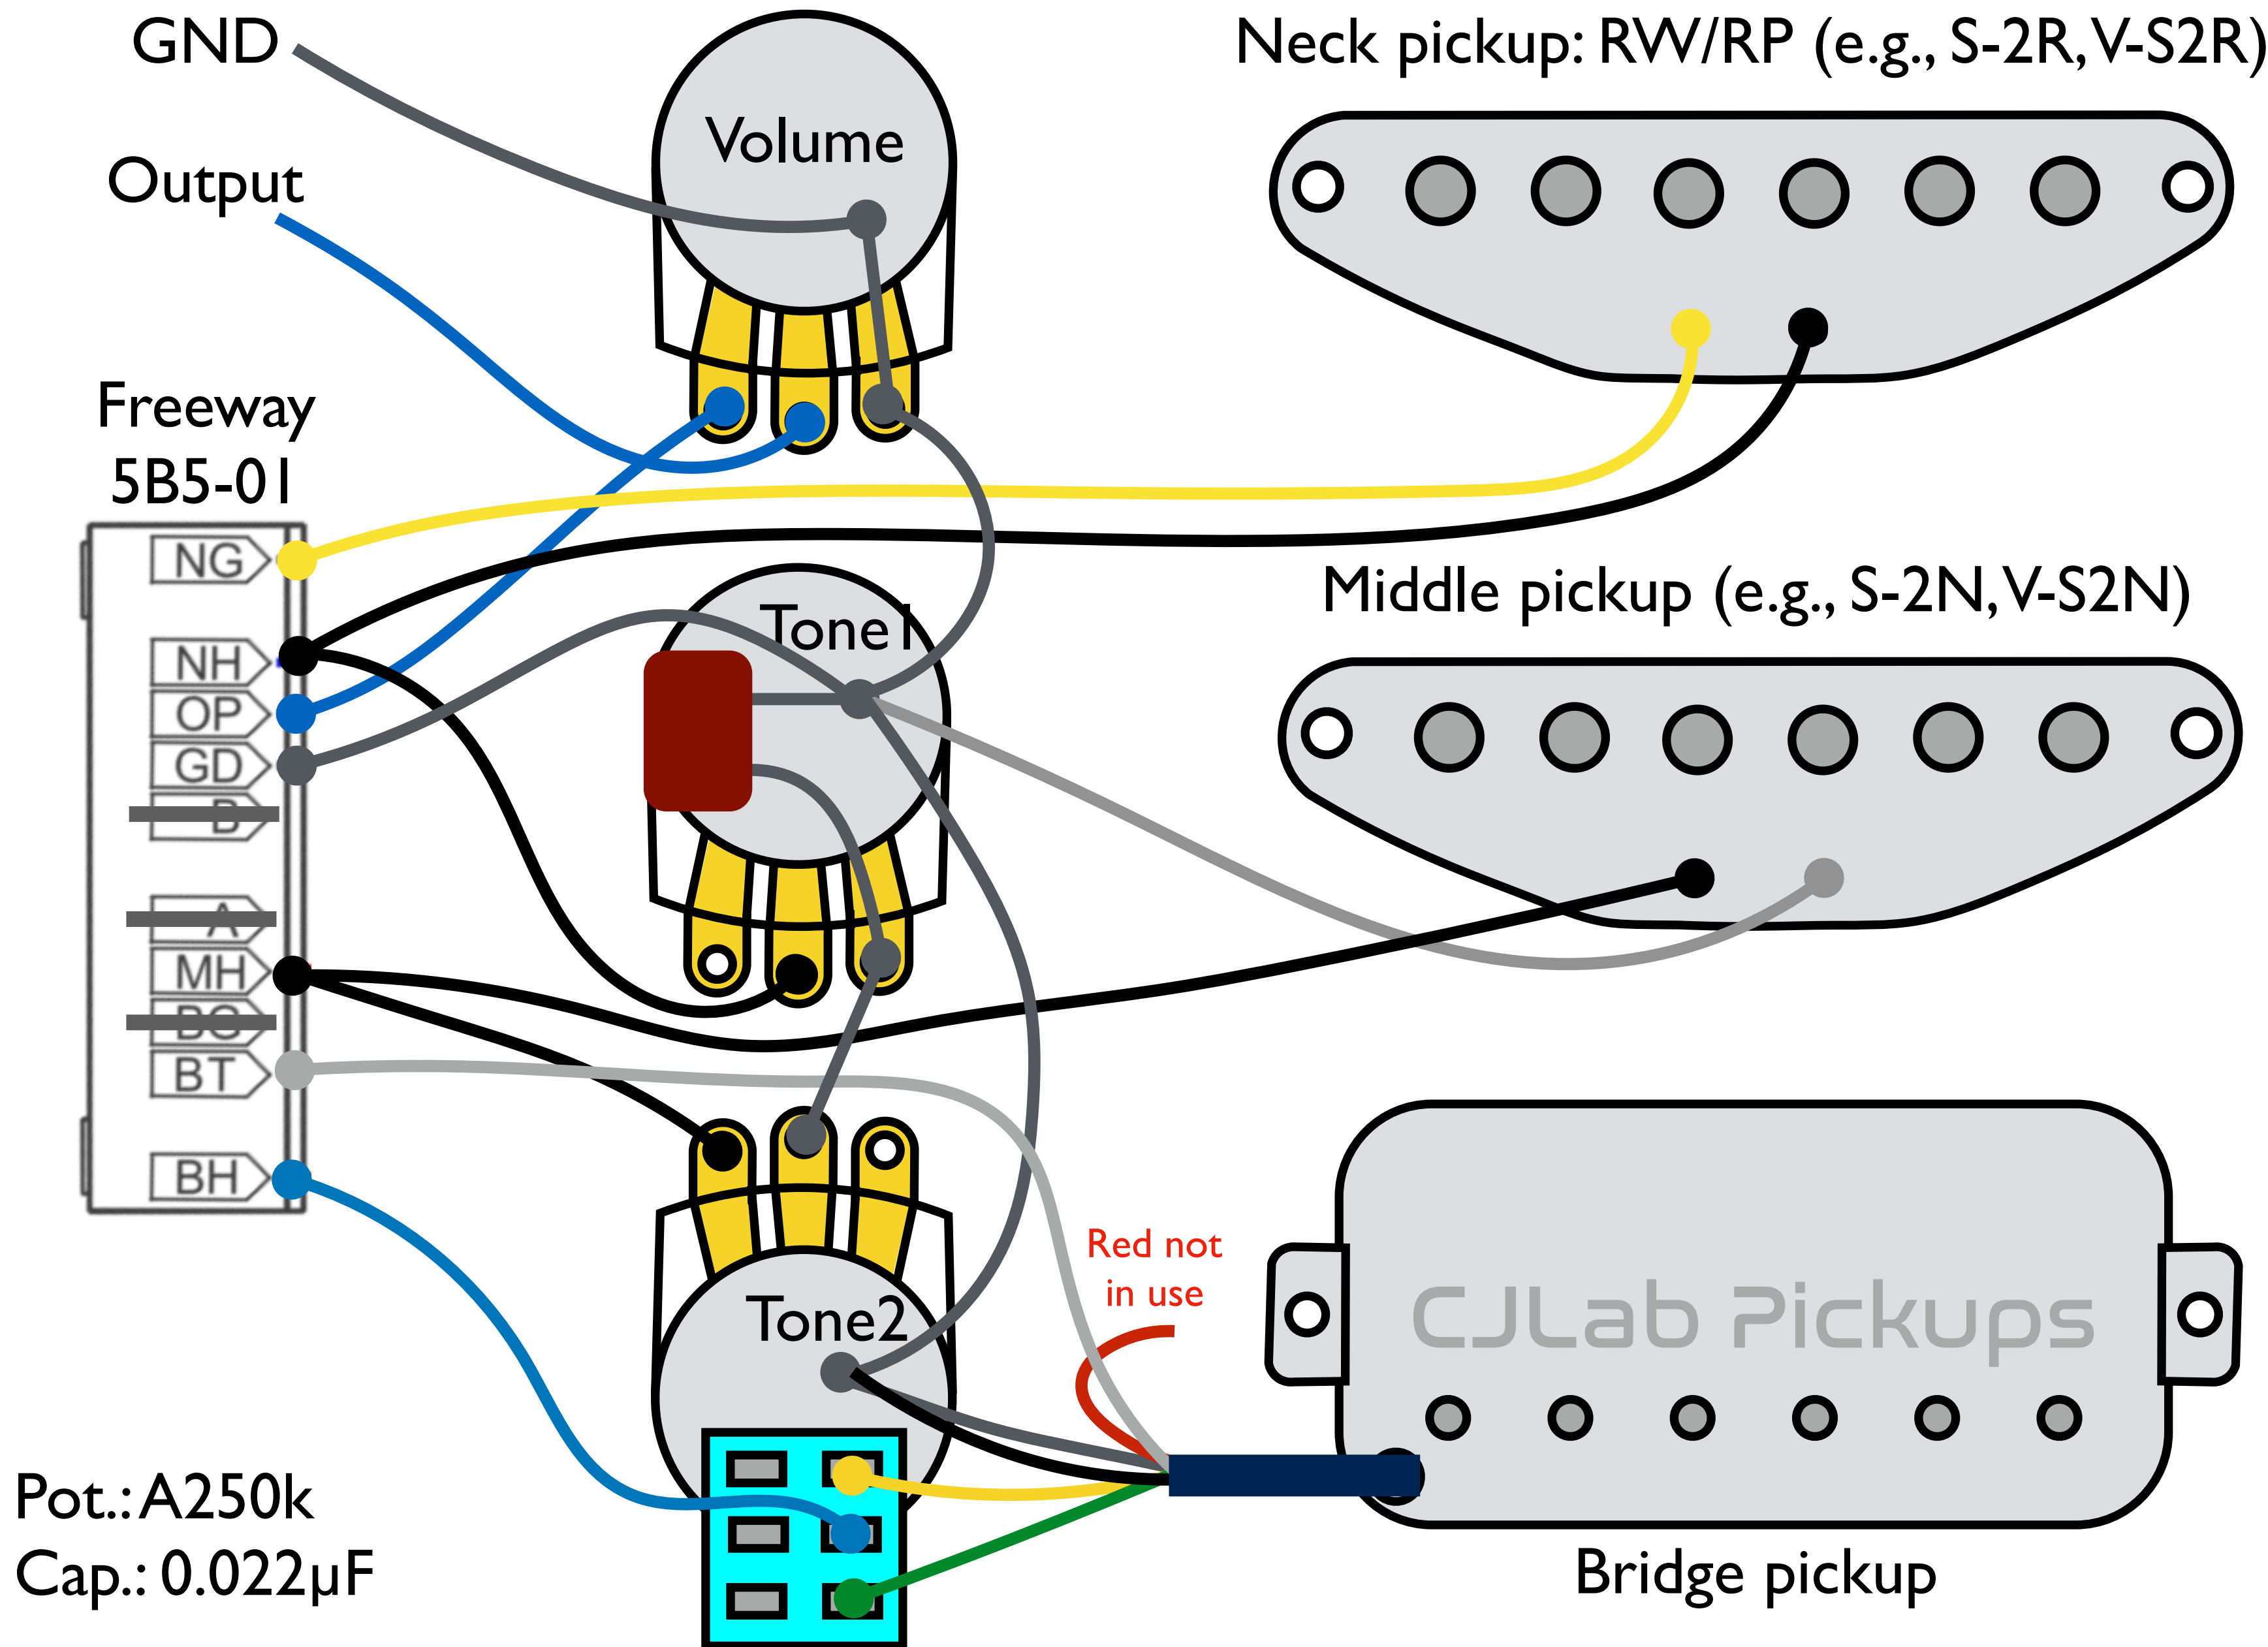 GND
Output
Volume
Neck pickup: RW/RP (e.g., S-2R, V-S2R)
Freeway
5B5-01
NG
NH
OP
GD
B
A
MH
BC
BT
BH
Tone1
Middle pickup (e.g., S-2N, V-S2N)
Tone2
Red not
in use
CJLab Pickups
Bridge pickup
Pot.: A250k
Cap.: 0.022µF